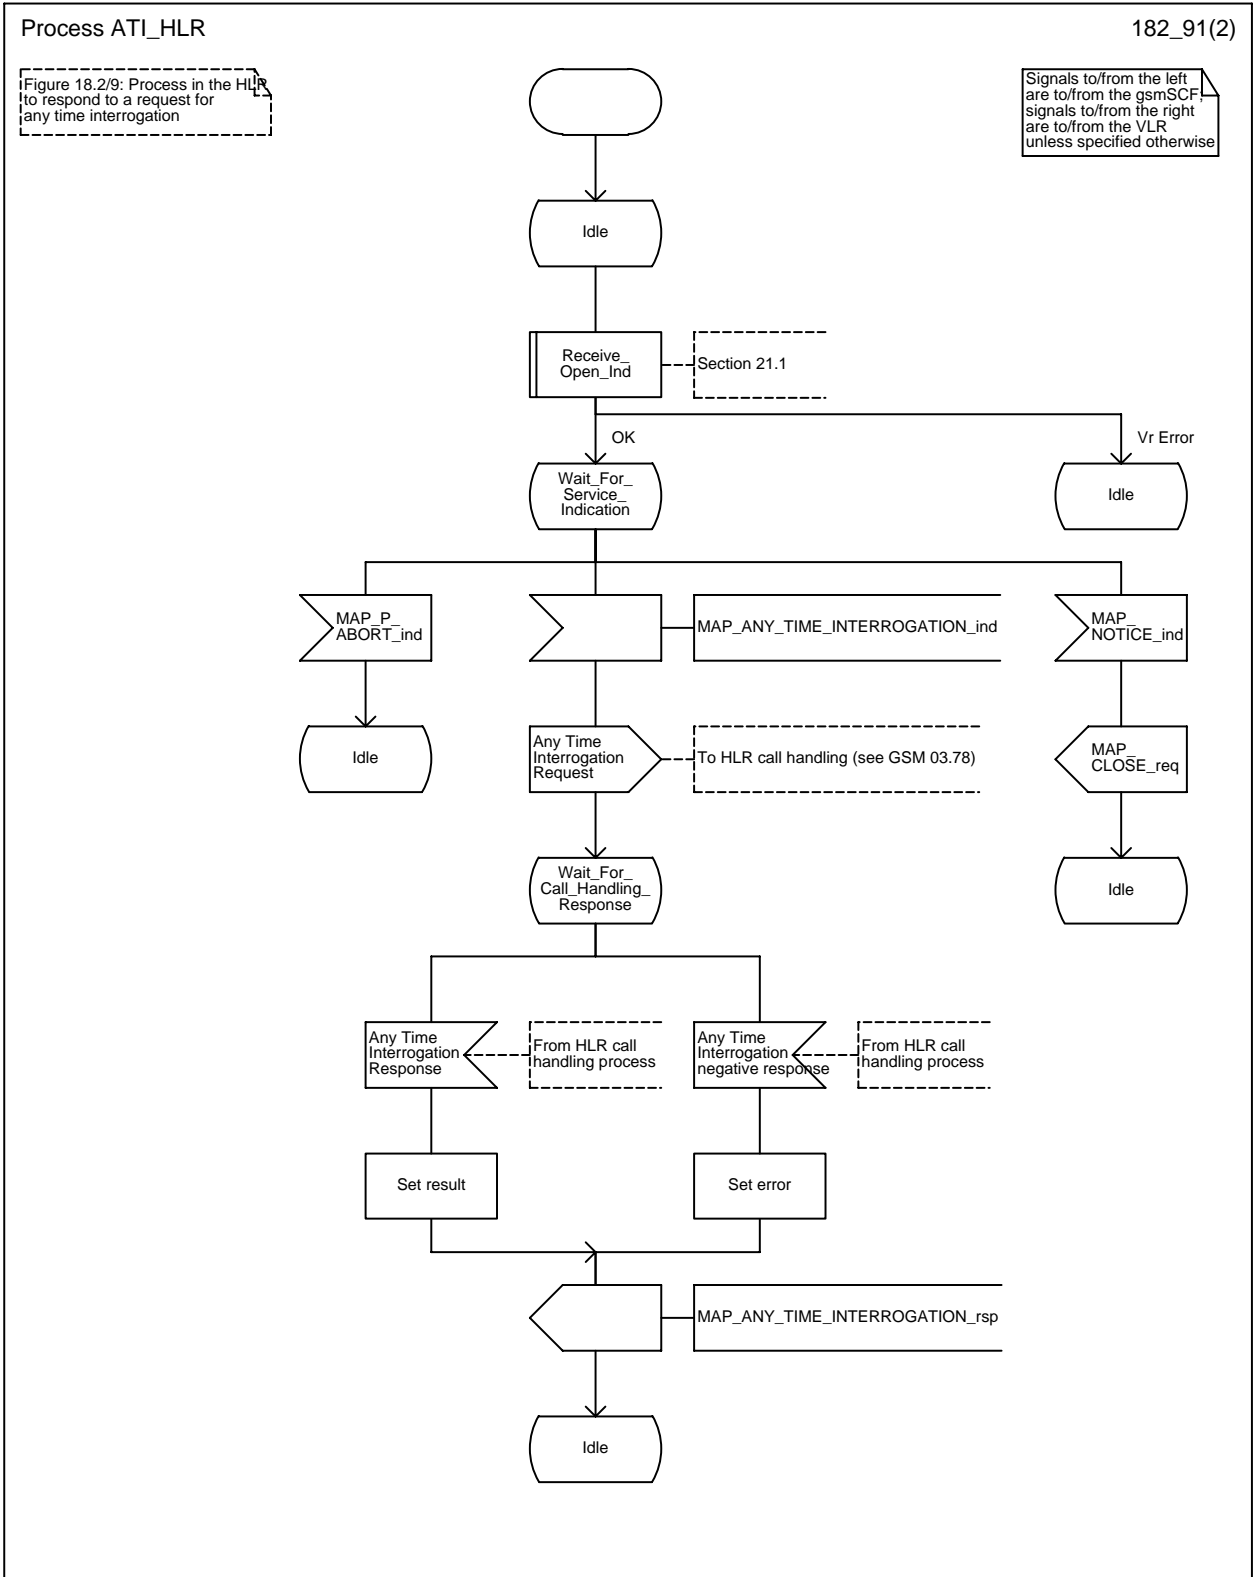 Process ATI_HLR
182_91(2)
Figure 18.2/9: Process in the HLR
to respond to a request for
any time interrogation
Signals to/from the left
are to/from the gsmSCF;
signals to/from the right
are to/from the VLR
unless specified otherwise
Idle
Receive_
Open_Ind
Section 21.1
OK
Vr Error
Wait_For_
Service_
Indication
Idle
MAP_P_
ABORT_ind
MAP_ANY_TIME_INTERROGATION_ind
MAP_
NOTICE_ind
Idle
Any Time
Interrogation
Request
To HLR call handling (see GSM 03.78)
MAP_
CLOSE_req
Wait_For_
Call_Handling_
Response
Idle
Any Time
Interrogation
Response
From HLR call
handling process
Any Time
Interrogation
negative response
From HLR call
handling process
Set result
Set error
MAP_ANY_TIME_INTERROGATION_rsp
Idle